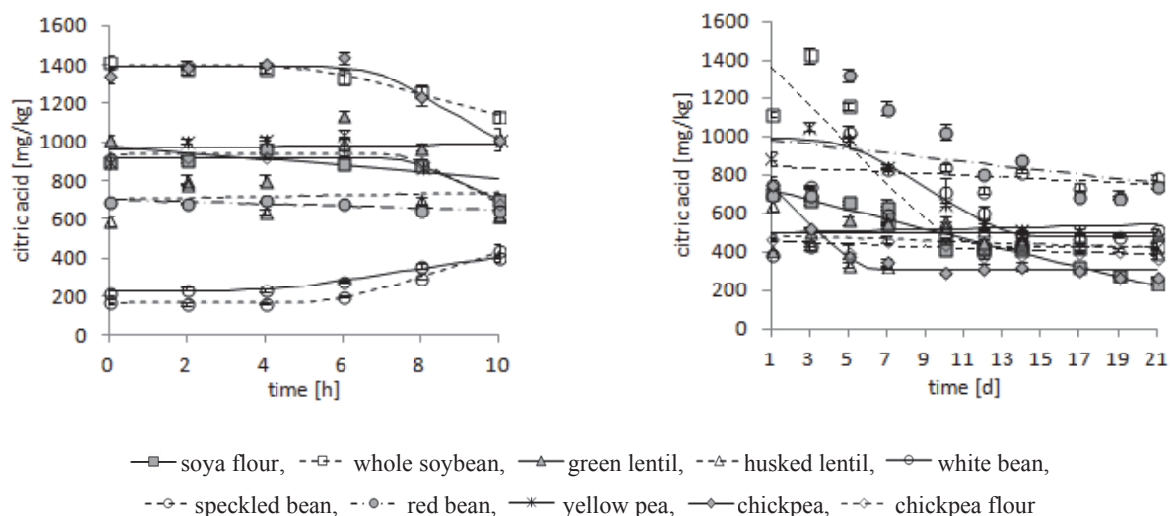 citric acid [mg/kg]
1600
1400
1200
1000
800
600
400
200
0
0 2 4 6 8 10
time [h]
citric acid [mg/kg]
1600
1400
1200
1000
800
600
400
200
0
1 3 5 7 9 11 13 15 17 19 21
time [d]
soya flour, whole soybean, green lentil, husked lentil, white bean,
speckled bean, red bean, yellow pea, chickpea, chickpea flour